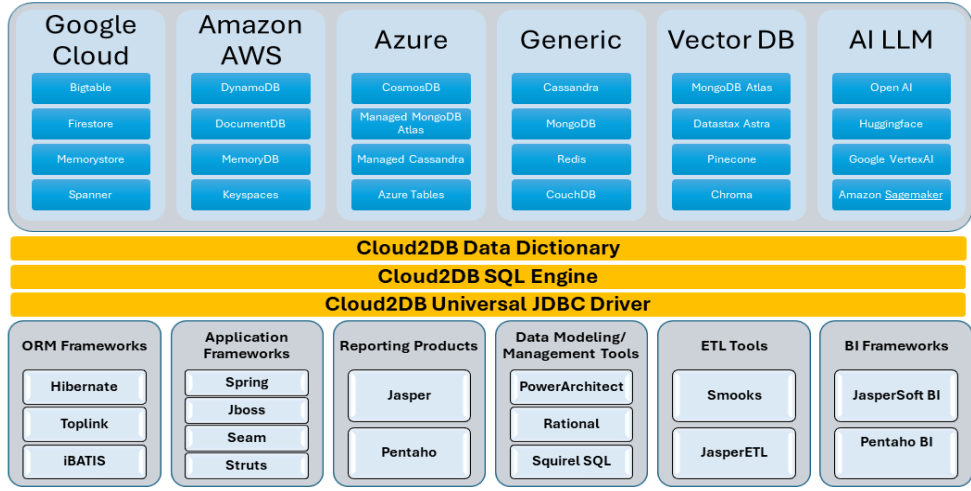 Google
Cloud
Bigtable
Firestore
Memorystore
Spanner
Amazon
AWS
DynamoDB
DocumentDB
MemoryDB
Keyspaces
Azure
CosmosDB
Managed MongoDB
Atlas
Managed Cassandra
Azure Tables
Generic
Cassandra
MongoDB
Redis
CouchDB
Vector DB
MongoDB Atlas
Datastax Astra
Pinecone
Chroma
AI LLM
Open AI
Huggingface
Google VertexAI
Amazon Sagemaker
Cloud2DB Data Dictionary
Cloud2DB SQL Engine
Cloud2DB Universal JDBC Driver
ORM Frameworks
Hibernate
Toplink
iBATIS
Application
Frameworks
Spring
Jboss
Seam
Struts
Reporting Products
Jasper
Pentaho
Data Modeling/
Management Tools
PowerArchitect
Rational
Squirel SQL
ETL Tools
Smooks
JasperETL
BI Frameworks
JasperSoft BI
Pentaho BI